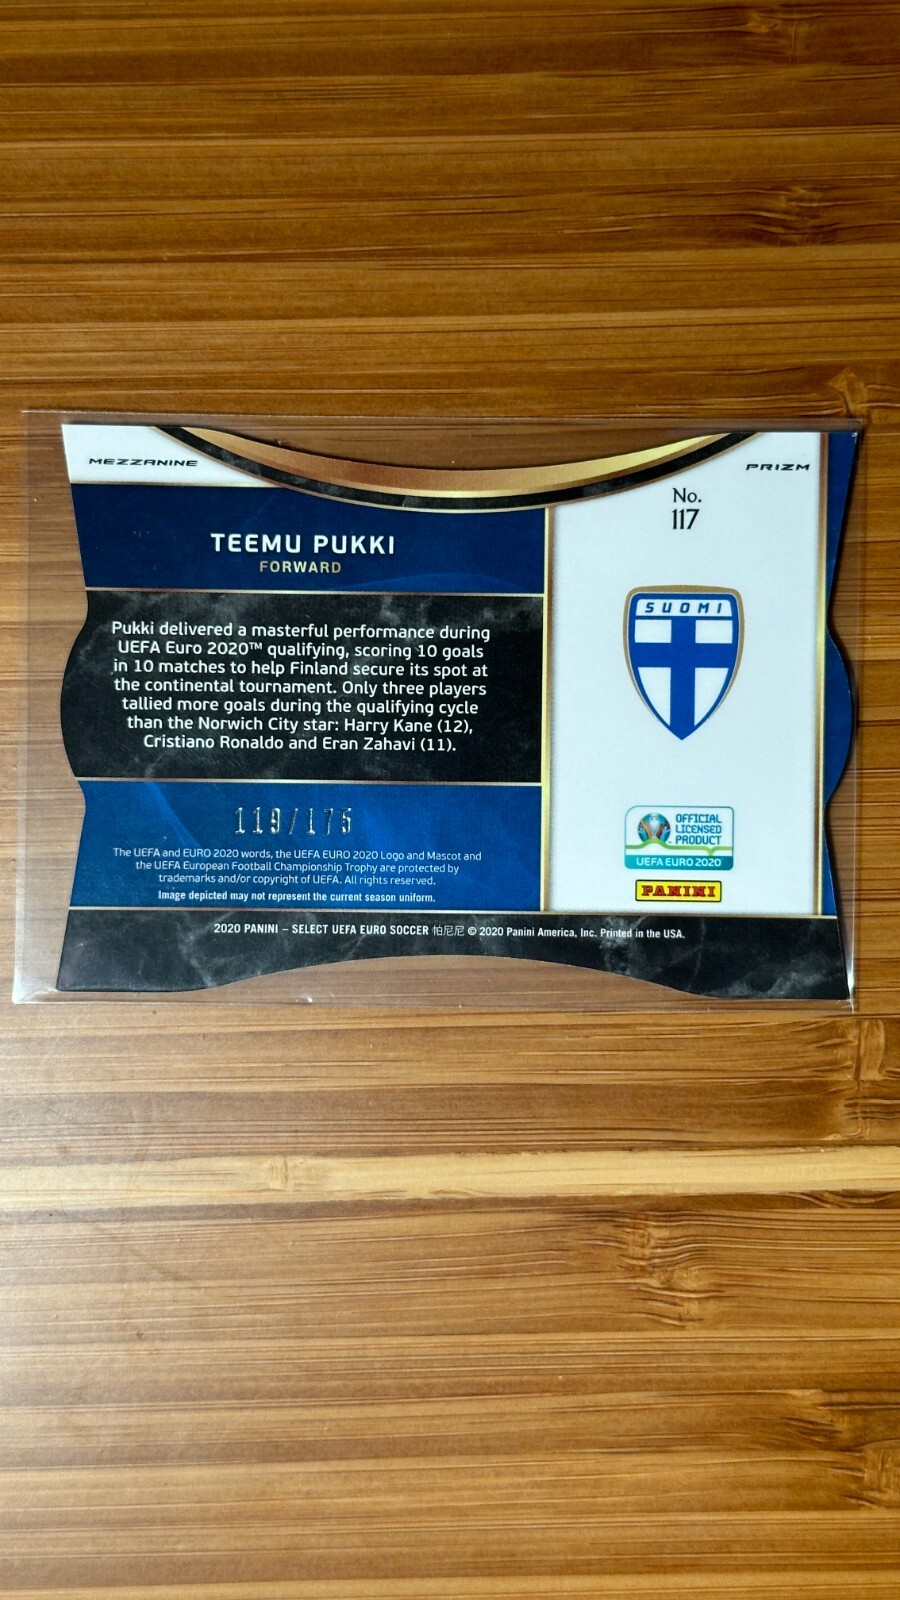 MEZZANINE
PRIZM
No.
117
TEEMU PUKKI
FORWARD
Pukki delivered a masterful performance during
UEFA Euro 2020™ qualifying, scoring 10 goals
in 10 matches to help Finland secure its spot at
the continental tournament. Only three players
tallied more goals during the qualifying cycle
than the Norwich City star: Harry Kane (12),
Cristiano Ronaldo and Eran Zahavi (11).
119/175
The UEFA and EURO 2020 words, the UEFA EURO 2020 Logo and Mascot and
the UEFA European Football Championship Trophy are protected by
trademarks and/or copyright of UEFA. All rights reserved.
Image depicted may not represent the current season uniform.
SUOMI
OFFICIAL
LICENSED
PRODUCT
UEFA EURO2020
PANINI
2020 PANINI – SELECT UEFA EURO SOCCER 帕尼尼 © 2020 Panini America, Inc. Printed in the USA.